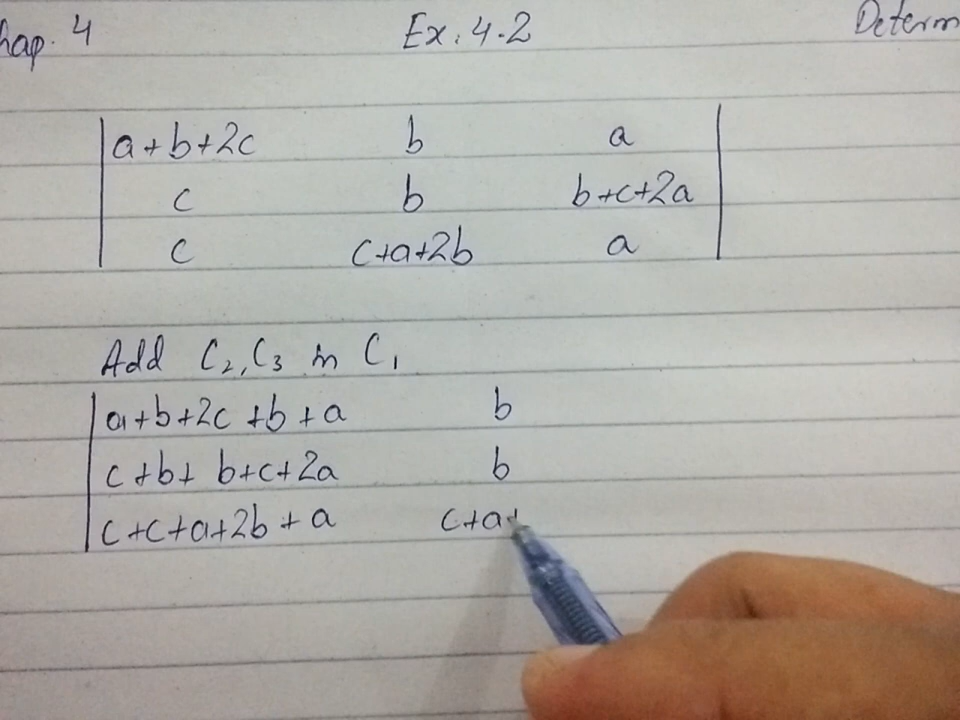 hap. 4 Ex. 4.2 Determ
a+b+2c b a
c b b+c+2a
c c+a+2b a
Add C₂,C₃ in C₁
a+b+2c+b+a b
c+b+ b+c+2a b
c+c+a+2b+a c+a+